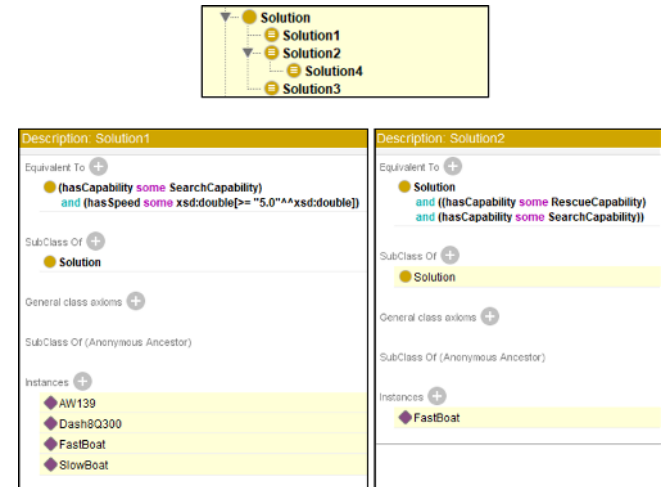 Solution
Solution1
Solution2
Solution4
Solution3
Description: Solution1
Equivalent To
(hasCapability some SearchCapability)
and (hasSpeed some xsd:double[>= "5.0"^^xsd:double])
SubClass Of
Solution
General class axioms
SubClass Of (Anonymous Ancestor)
Instances
AW139
Dash8Q300
FastBoat
SlowBoat
Description: Solution2
Equivalent To
Solution
and ((hasCapability some RescueCapability)
and (hasCapability some SearchCapability))
SubClass Of
Solution
General class axioms
SubClass Of (Anonymous Ancestor)
Instances
FastBoat